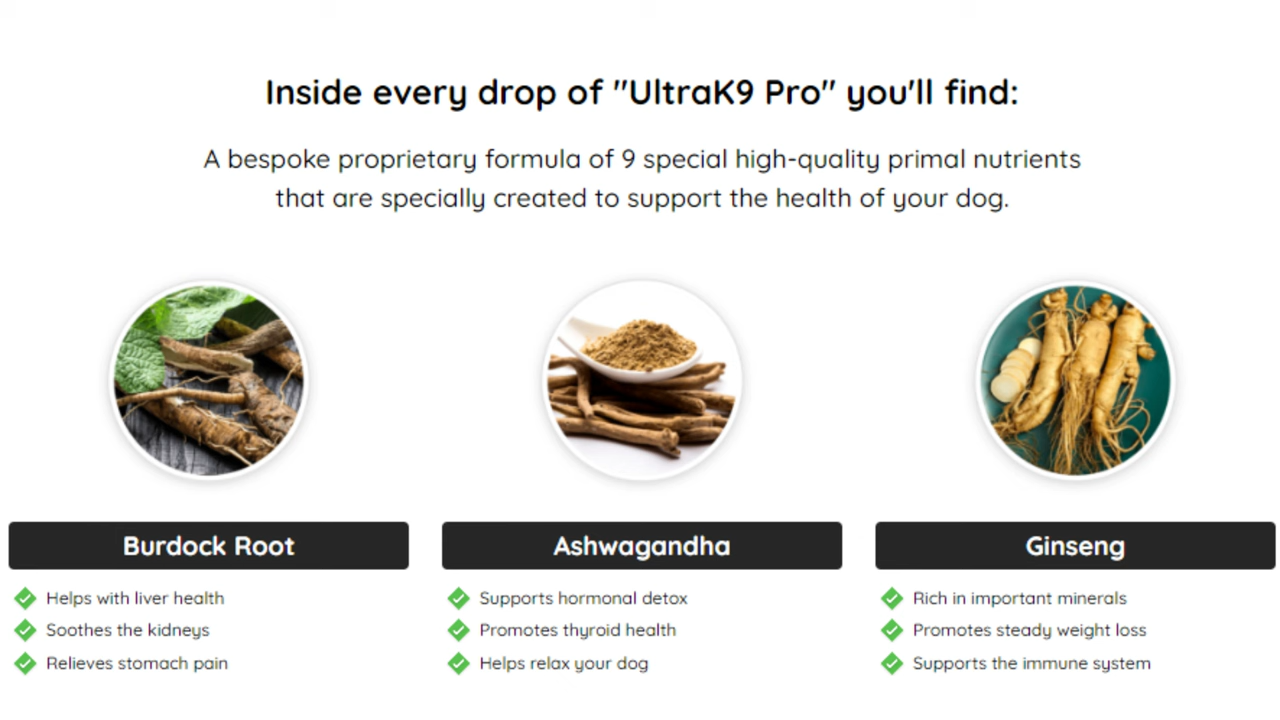 Inside every drop of "UltraK9 Pro" you'll find:
A bespoke proprietary formula of 9 special high-quality primal nutrients
that are specially created to support the health of your dog.
Burdock Root
Helps with liver health
Soothes the kidneys
Relieves stomach pain
Ashwagandha
Supports hormonal detox
Promotes thyroid health
Helps relax your dog
Ginseng
Rich in important minerals
Promotes steady weight loss
Supports the immune system